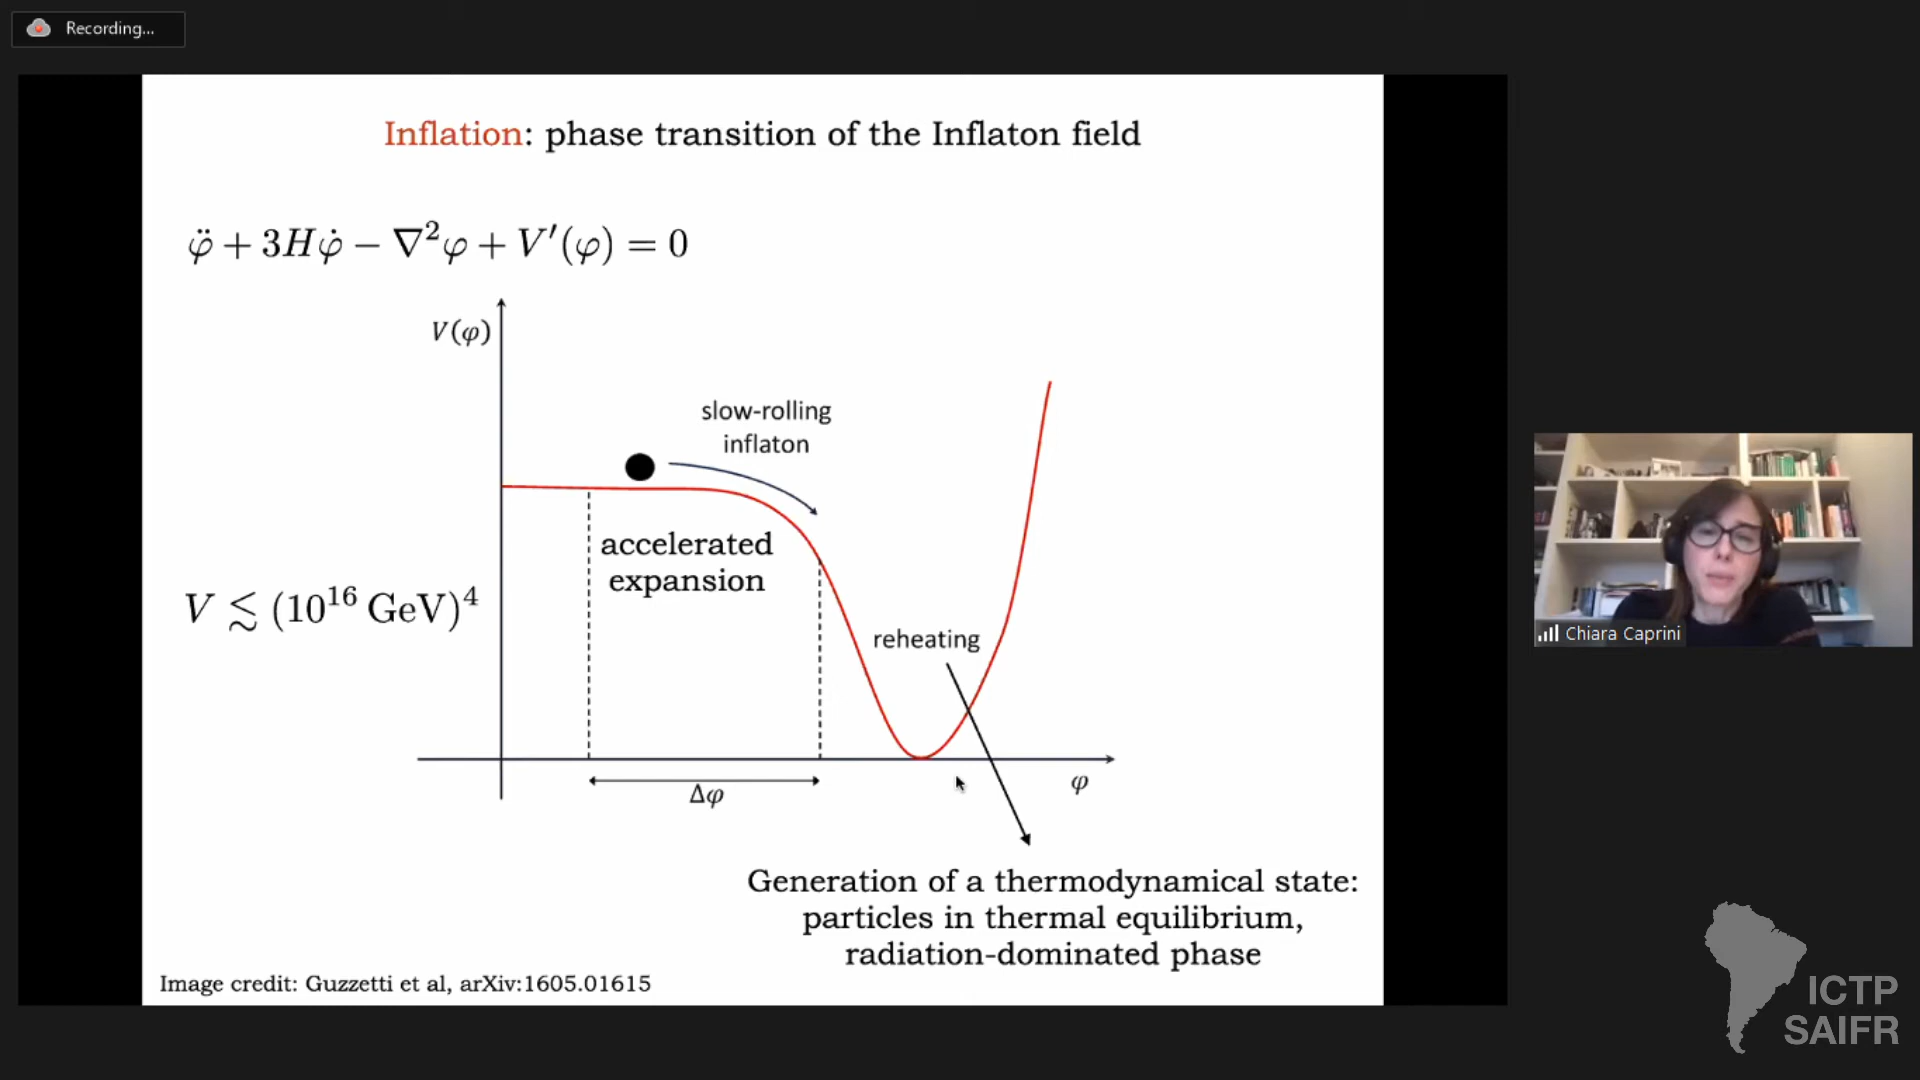 Recording...
Inflation: phase transition of the Inflaton field
φ̈ + 3Hφ̇ − ∇²φ + V′(φ) = 0
V(φ)
slow-rolling
inflaton
accelerated
expansion
V ≲ (10¹⁶ GeV)⁴
reheating
Δφ
φ
Generation of a thermodynamical state:
particles in thermal equilibrium,
radiation-dominated phase
Image credit: Guzzetti et al, arXiv:1605.01615
Chiara Caprini
ICTP
SAIFR